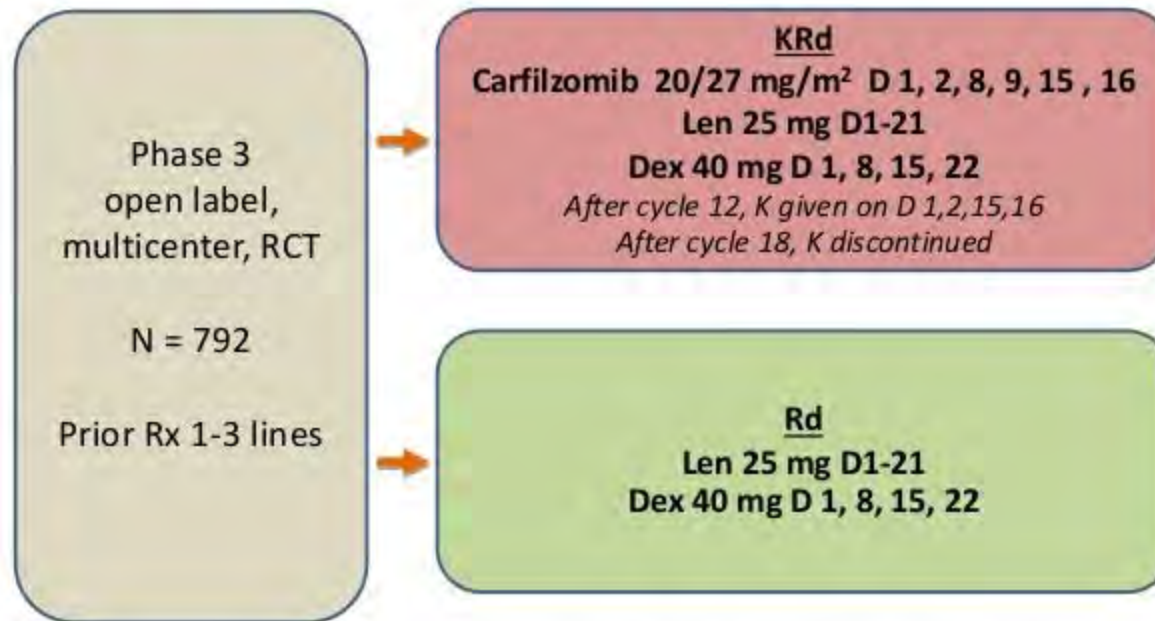 Phase 3
open label,
multicenter, RCT
N = 792
Prior Rx 1-3 lines
KRd
Carfilzomib 20/27 mg/m² D 1, 2, 8, 9, 15 , 16
Len 25 mg D1-21
Dex 40 mg D 1, 8, 15, 22
After cycle 12, K given on D 1,2,15,16
After cycle 18, K discontinued
Rd
Len 25 mg D1-21
Dex 40 mg D 1, 8, 15, 22